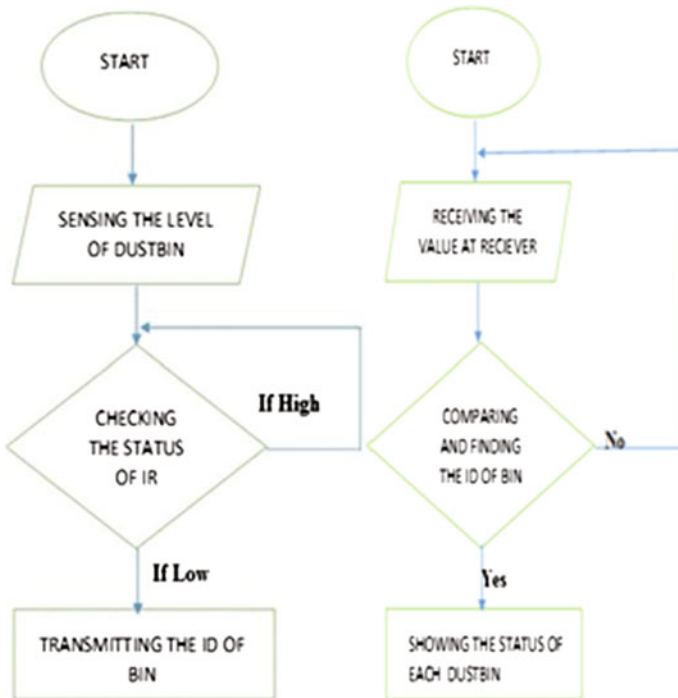 START
SENSING THE LEVEL
OF DUSTBIN
If High
CHECKING
THE STATUS
OF IR
If Low
TRANSMITTING THE ID OF
BIN
START
RECEIVING THE
VALUE AT RECIEVER
COMPARING
AND FINDING
THE ID OF BIN
No
Yes
SHOWING THE STATUS OF
EACH DUSTBIN